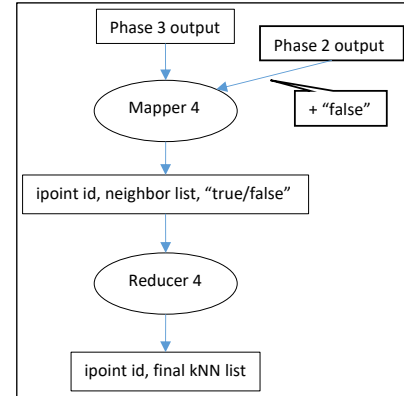 Phase 3 output
Phase 2 output
Mapper 4
+ “false”
ipoint id, neighbor list, “true/false”
Reducer 4
ipoint id, final kNN list